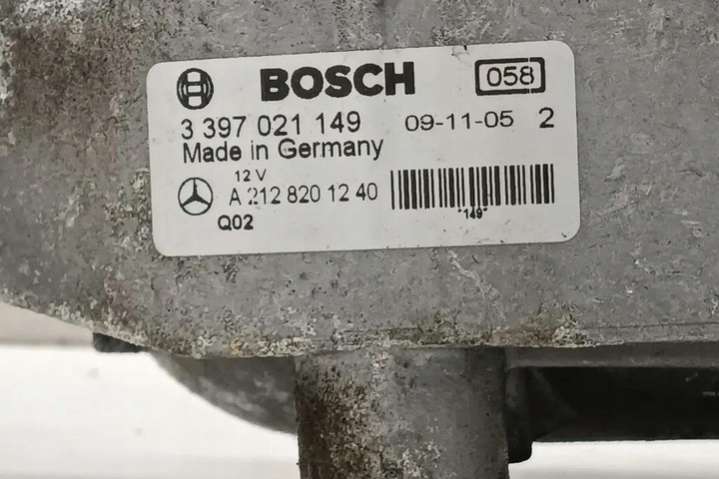 BOSCH 058
3 397 021 149 09-11-05 2
Made in Germany
12 V
A 212 820 12 40
Q02 *149*